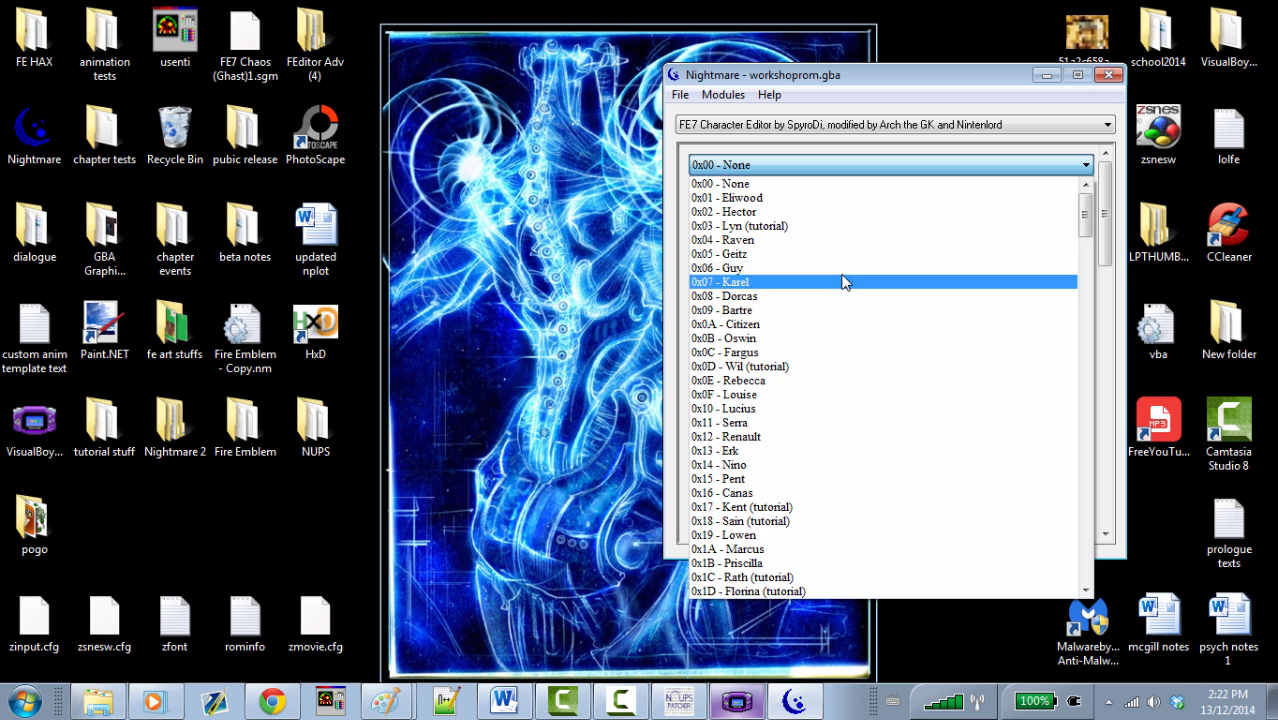 FE HAX
animation tests
usenti
FE7 Chaos (Ghast)1.sgm
FEditor Adv (4)
school2014
VisualBoy...
Nightmare
chapter tests
Recycle Bin
pubic release
PhotoScape
zsnesw
lolfe
dialogue
GBA Graphi...
chapter events
beta notes
updated nplot
LPTHUMB...
CCleaner
custom anim template text
Paint.NET
fe art stuffs
Fire Emblem - Copy.nm
HxD
vba
New folder
VisualBoy...
tutorial stuff
Nightmare 2
Fire Emblem
NUPS
FreeYouTu...
Camtasia Studio 8
pogo
prologue texts
zinput.cfg
zsnesw.cfg
zfont
rominfo
zmovie.cfg
Malwareby... Anti-Malw...
mcgill notes
psych notes 1
Nightmare - workshoprom.gba
File Modules Help
FE7 Character Editor by SpyroDi, modified by Arch the GK and Nintenlord
0x00 - None
0x00 - None
0x01 - Eliwood
0x02 - Hector
0x03 - Lyn (tutorial)
0x04 - Raven
0x05 - Geitz
0x06 - Guy
0x07 - Karel
0x08 - Dorcas
0x09 - Bartre
0x0A - Citizen
0x0B - Oswin
0x0C - Fargus
0x0D - Wil (tutorial)
0x0E - Rebecca
0x0F - Louise
0x10 - Lucius
0x11 - Serra
0x12 - Renault
0x13 - Erk
0x14 - Nino
0x15 - Pent
0x16 - Canas
0x17 - Kent (tutorial)
0x18 - Sain (tutorial)
0x19 - Lowen
0x1A - Marcus
0x1B - Priscilla
0x1C - Rath (tutorial)
0x1D - Florina (tutorial)
100%
2:22 PM
13/12/2014